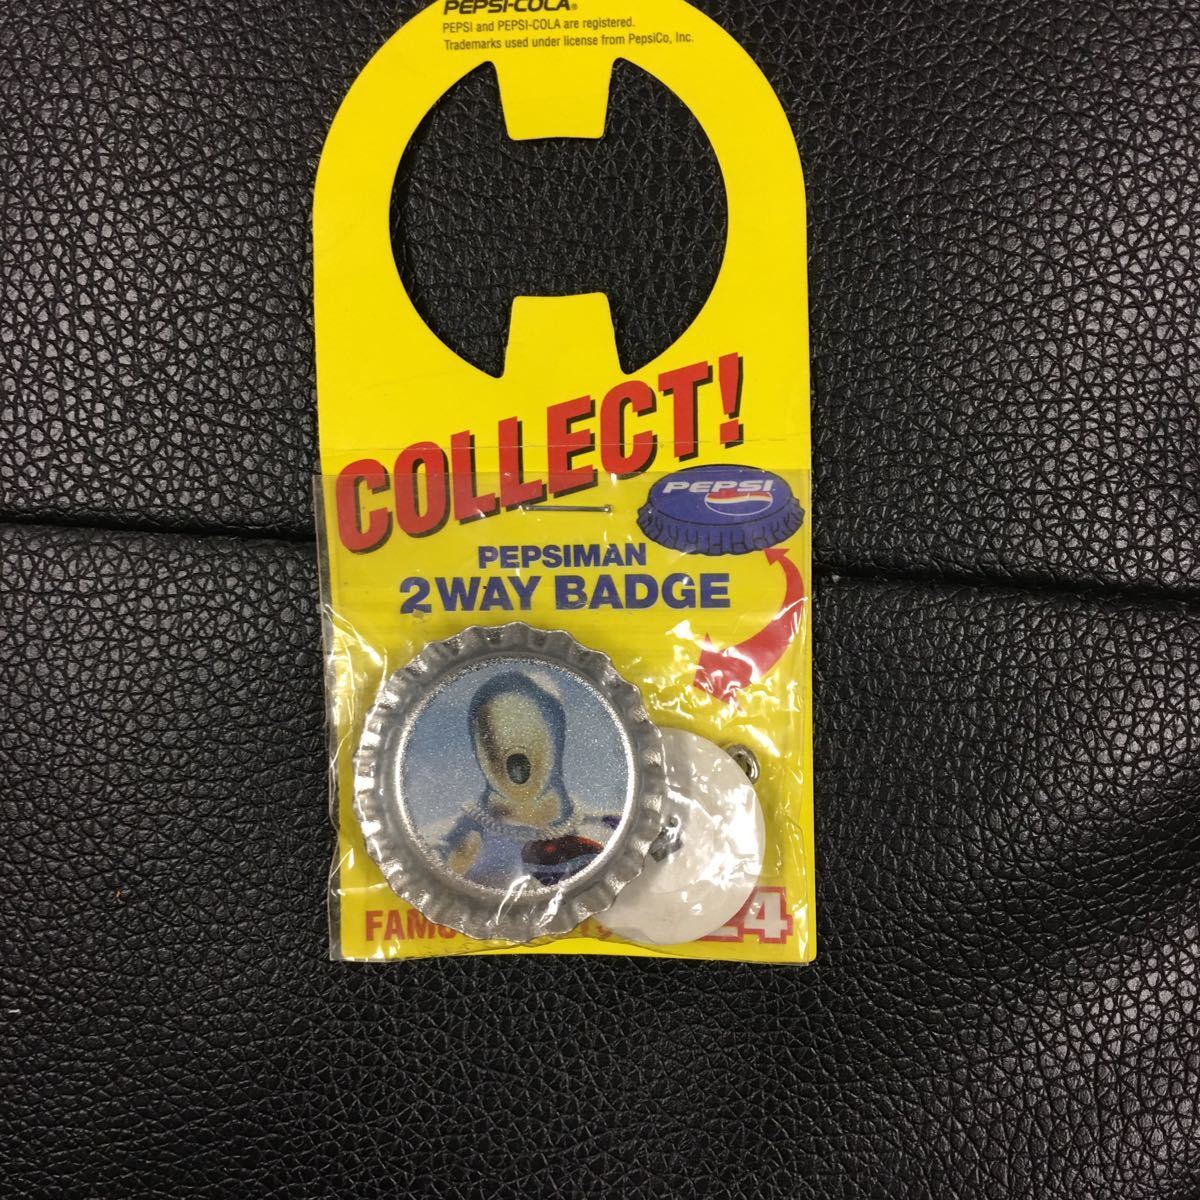 PEPSI-COLA®
PEPSI and PEPSI-COLA are registered.
Trademarks used under license from PepsiCo, Inc.
COLLECT!
PEPSI
PEPSIMAN
2WAY BADGE
24